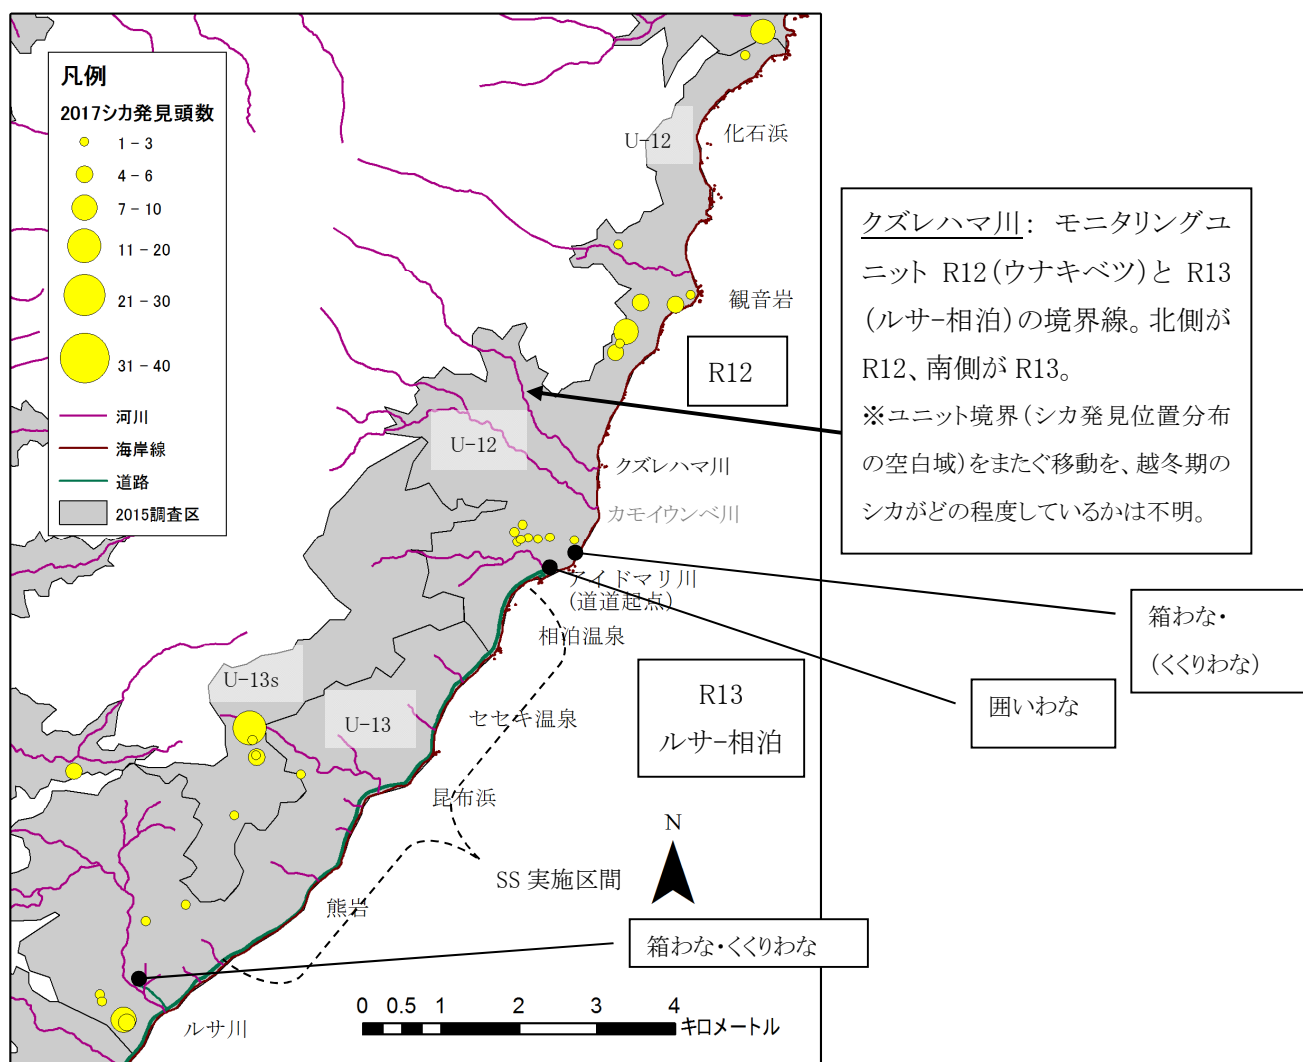 凡例
2017シカ発見頭数
1 - 3
4 - 6
7 - 10
11 - 20
21 - 30
31 - 40
河川
海岸線
道路
2015調査区
U-12
化石浜
観音岩
R12
クズレハマ川: モニタリングユ
ニット R12(ウナキベツ)と R13
(ルサ-相泊)の境界線。北側が
R12、南側が R13。
※ユニット境界(シカ発見位置分布
の空白域)をまたぐ移動を、越冬期の
シカがどの程度しているかは不明。
U-12
クズレハマ川
カモイウンベ川
アイドマリ川
(道道起点)
相泊温泉
箱わな・
(くくりわな)
囲いわな
R13
ルサ-相泊
U-13s
U-13
セセキ温泉
昆布浜
SS 実施区間
N
熊岩
箱わな・くくりわな
ルサ川
0 0.5 1 2 3 4
キロメートル